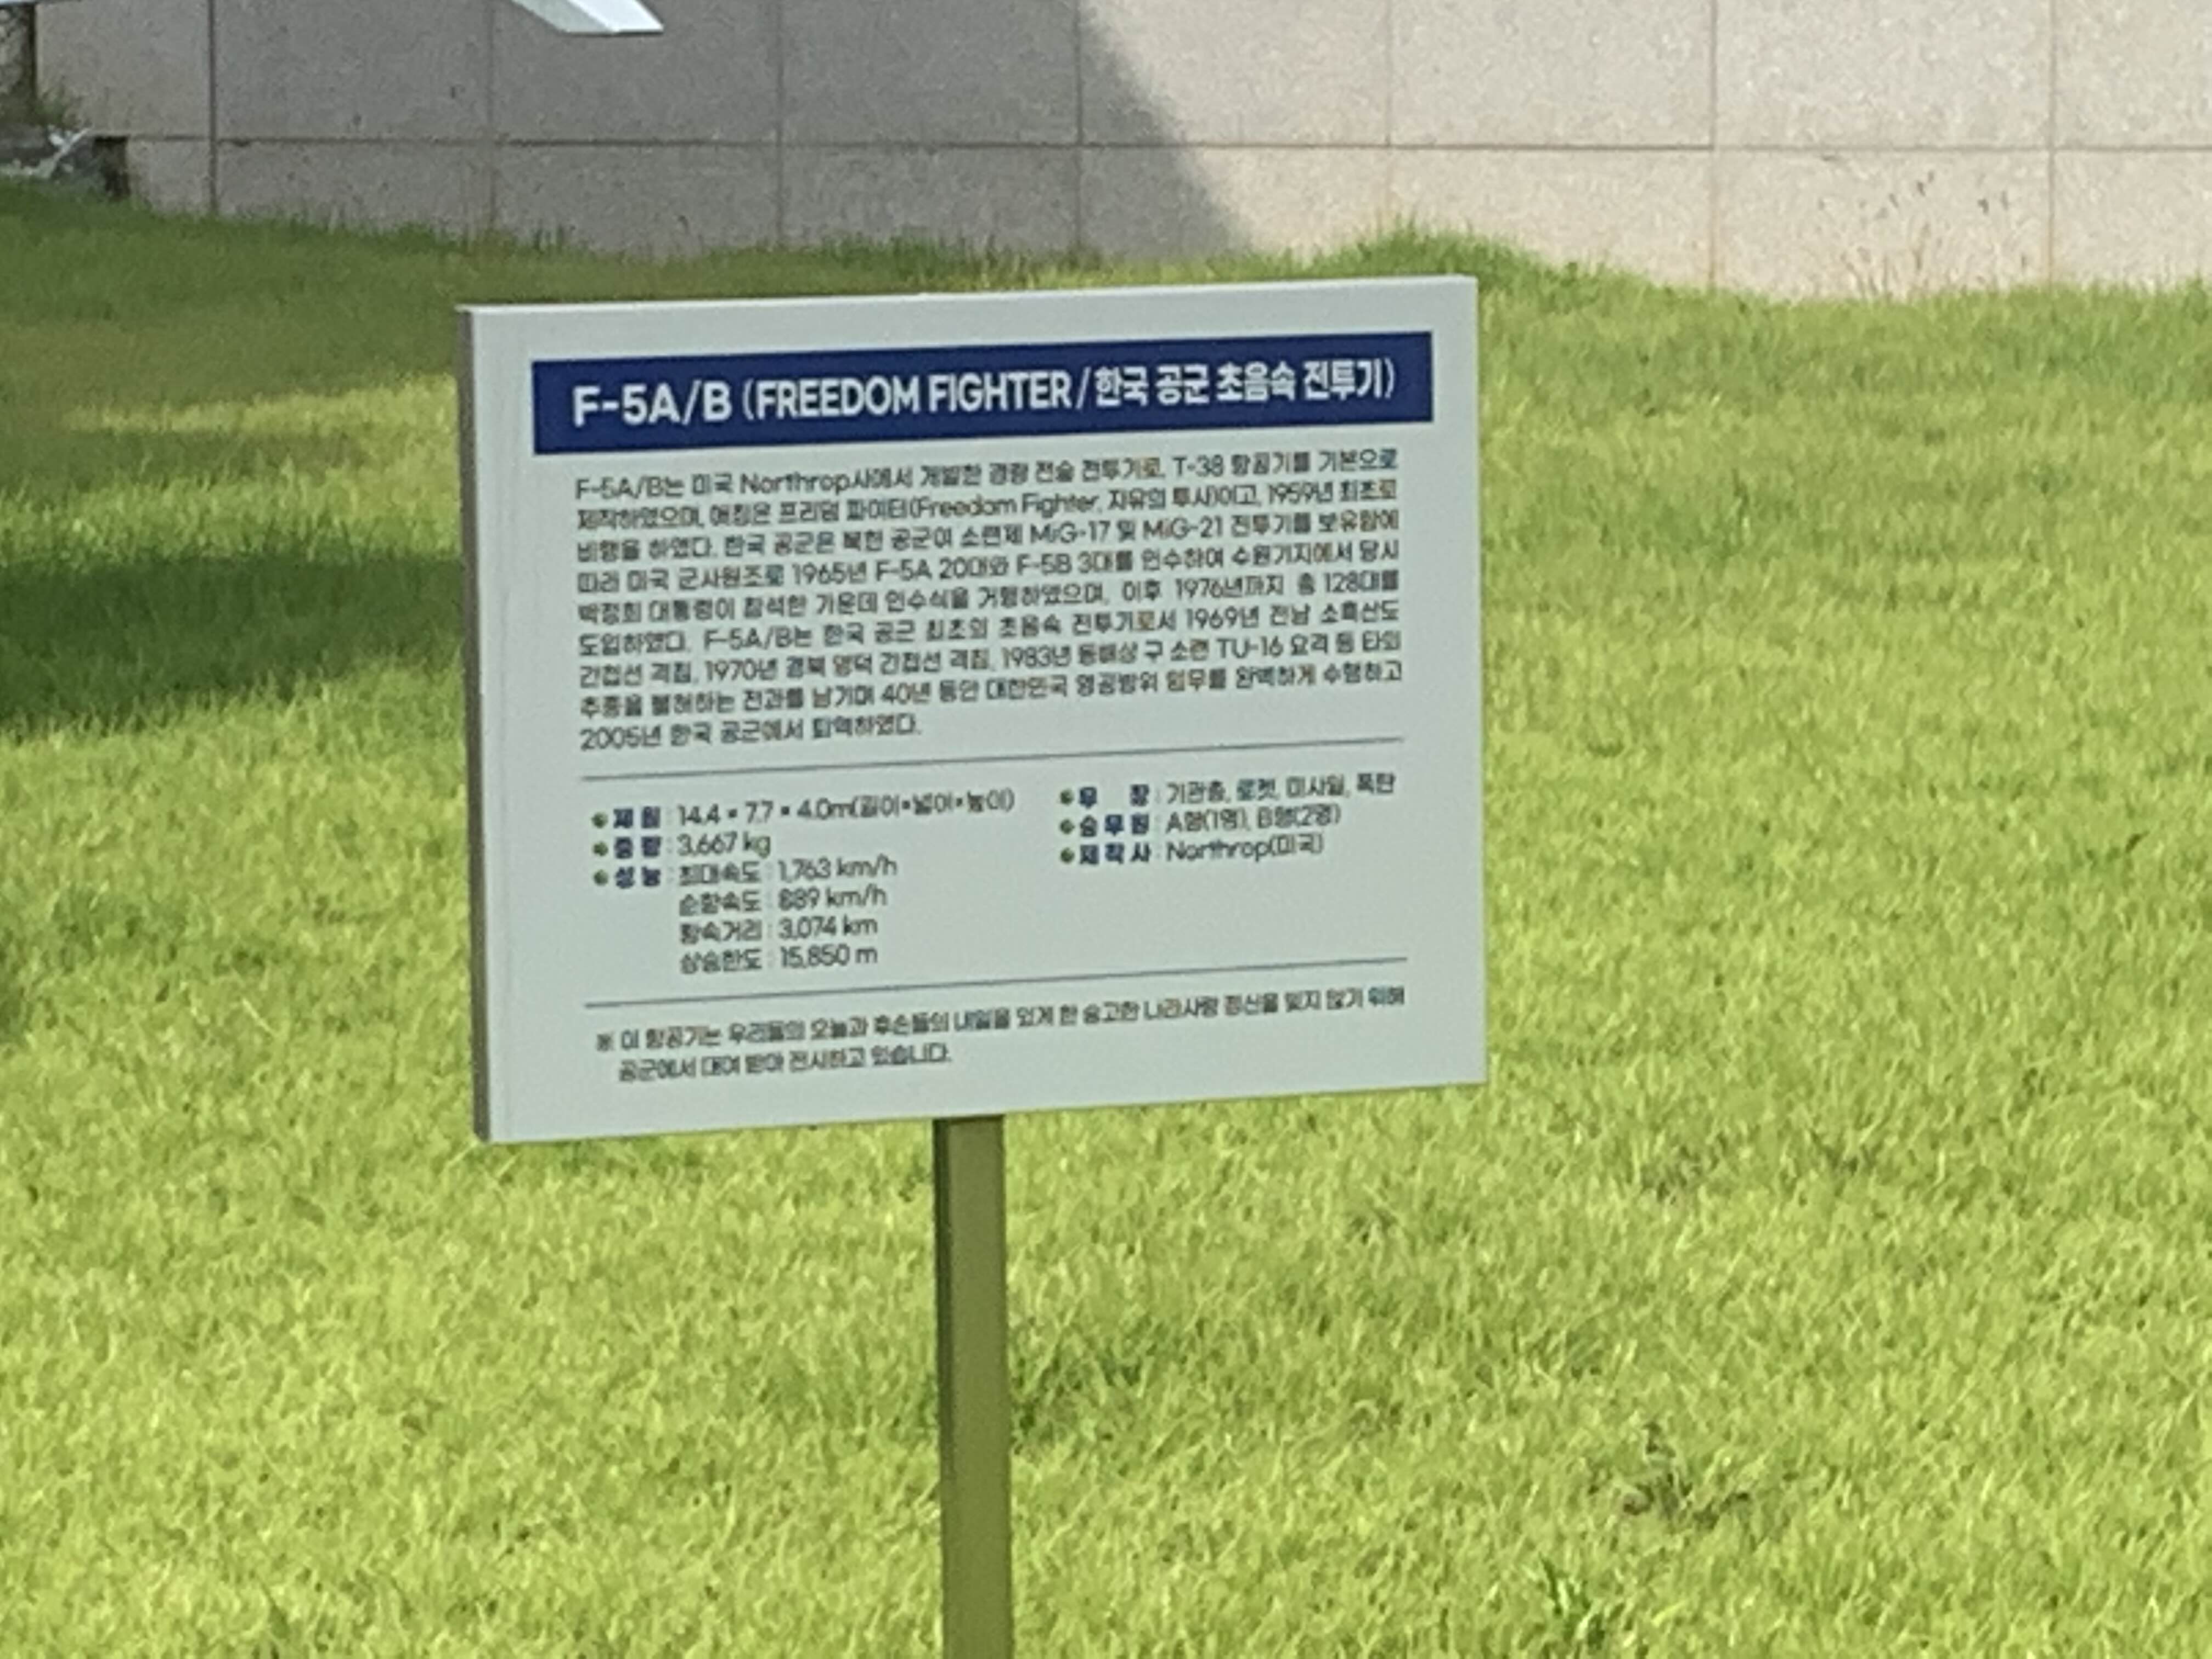 F-5A/B (FREEDOM FIGHTER/한국 공군 초음속 전투기)
F-5A/B는 미국 Northrop사에서 개발한 경량 전술 전투기로, T-38 항공기를 기본으로
제작하였으며, 애칭은 프리덤 파이터(Freedom Fighter, 자유의 투사)이고, 1959년 최초로
비행을 하였다. 한국 공군은 북한 공군이 소련제 MiG-17 및 MiG-21 전투기를 보유함에
따라 미국 군사원조로 1965년 F-5A 20대와 F-5B 3대를 인수하여 수원기지에서 당시
박정희 대통령이 참석한 가운데 인수식을 거행하였으며, 이후 1976년까지 총 128대를
도입하였다. F-5A/B는 한국 공군 최초의 초음속 전투기로서 1969년 전남 소흑산도
간첩선 격침, 1970년 경북 영덕 간첩선 격침, 1983년 동해상 구 소련 TU-16 요격 등 타의
추종을 불허하는 전과를 남기며 40년 동안 대한민국 영공방위 임무를 완벽하게 수행하고
2005년 한국 공군에서 퇴역하였다.
제 원 : 14.4 * 7.7 * 4.0m(길이*넓이*높이)
중 량 : 3,667 kg
성 능 : 최대속도 : 1,763 km/h
순항속도 : 889 km/h
항속거리 : 3,074 km
상승한도 : 15,850 m
무 장 : 기관총, 로켓, 미사일, 폭탄
승무원 : A형(1명), B형(2명)
제작사 : Northrop(미국)
※ 이 항공기는 우리들의 오늘과 후손들의 내일을 있게 한 숭고한 나라사랑 정신을 잊지 않기 위해
공군에서 대여 받아 전시하고 있습니다.